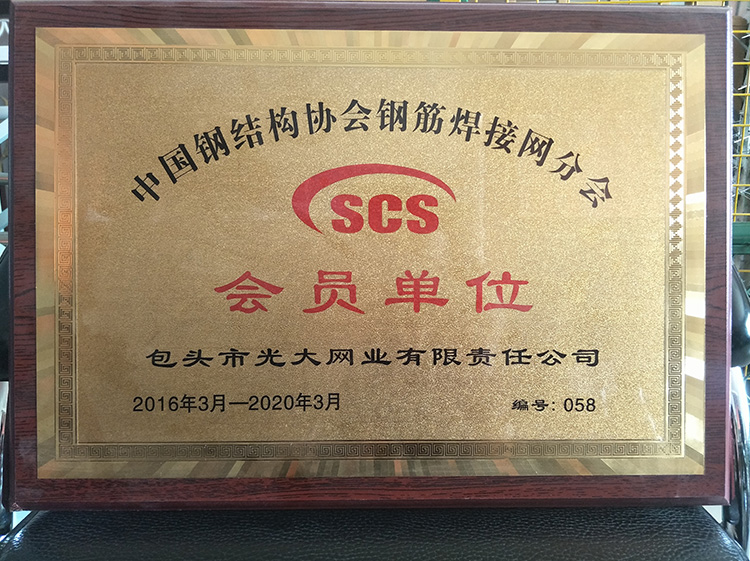 中国钢结构协会钢筋焊接网分会
SCS
会员单位
包头市光大网业有限责任公司
2016年3月—2020年3月 编号: 058